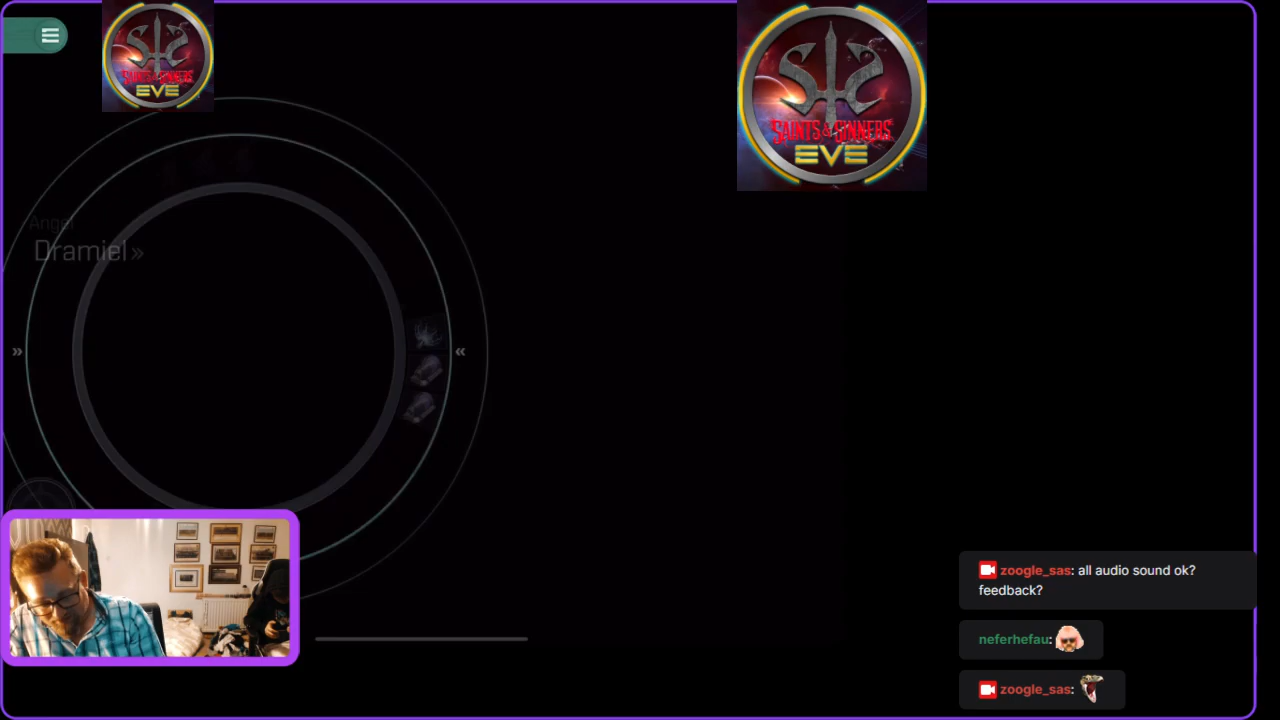 SAINTS & SINNERS
EVE
SAINTS & SINNERS
EVE
Angel
Dramiel»
»
«
zoogle_sas: all audio sound ok?
feedback?
neferhefau:
zoogle_sas: